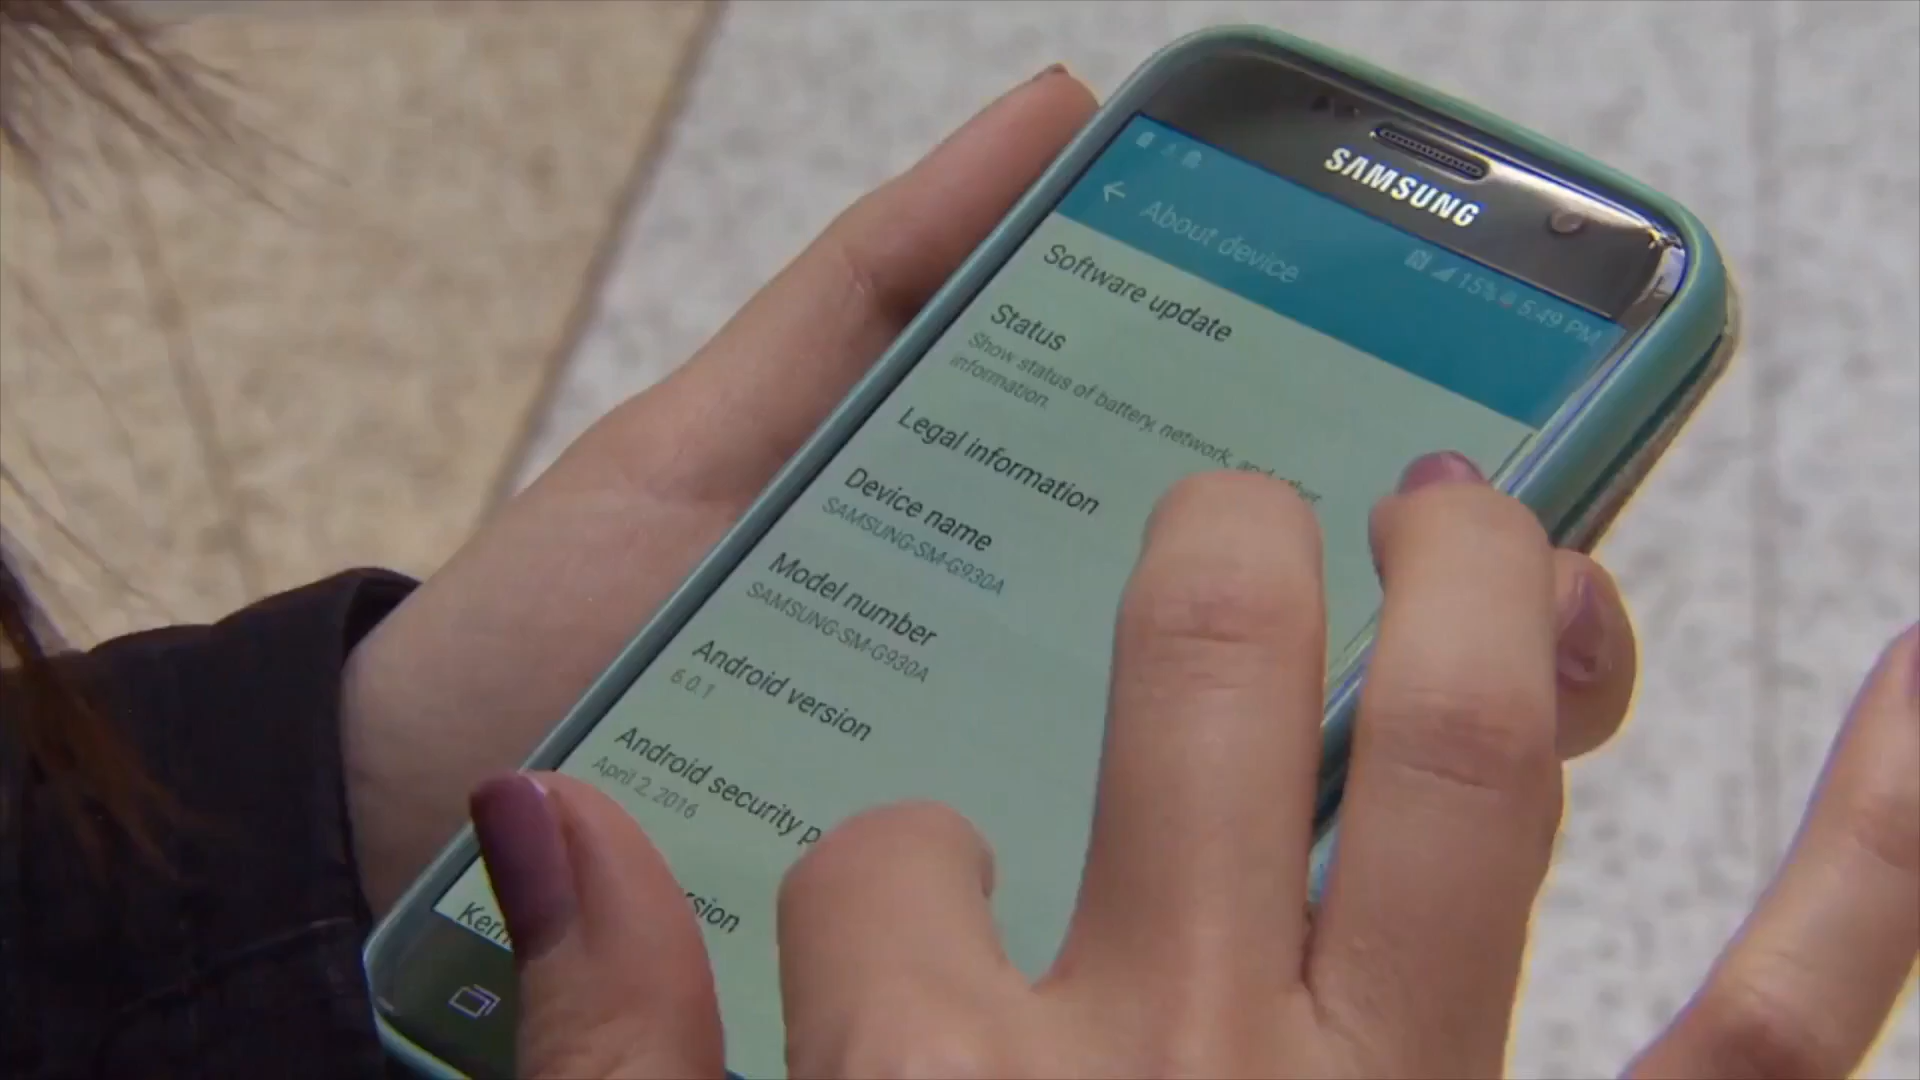 SAMSUNG
15% 5:49 PM
About device
Software update
Status
Show status of battery, network, and other
information.
Legal information
Device name
SAMSUNG-SM-G930A
Model number
SAMSUNG-SM-G930A
Android version
6.0.1
Android security p
April 2, 2016
Kern
rsion